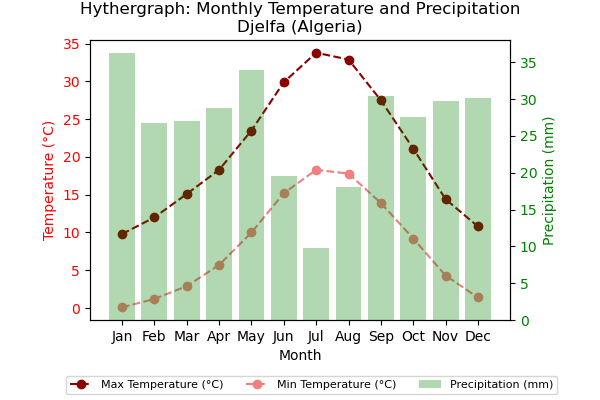 Hythergraph: Monthly Temperature and Precipitation
Djelfa (Algeria)
Temperature (°C)
35
30
25
20
15
10
5
0
35
30
25
20
15
10
5
0
Precipitation (mm)
Jan Feb Mar Apr May Jun Jul Aug Sep Oct Nov Dec
Month
Max Temperature (°C) Min Temperature (°C) Precipitation (mm)